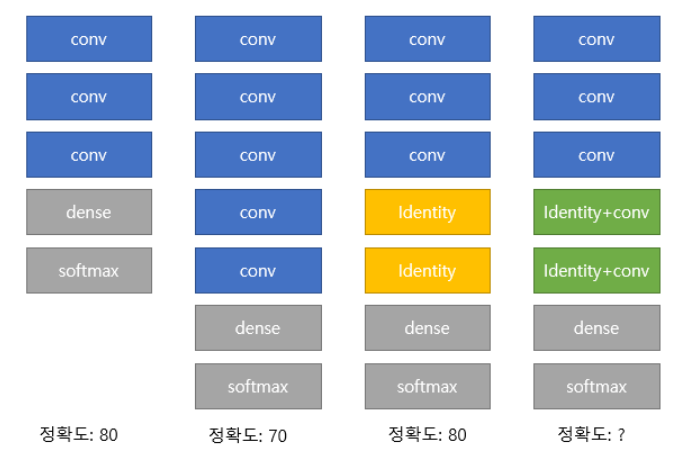 conv conv conv conv
conv conv conv conv
conv conv conv conv
dense conv Identity Identity+conv
softmax conv Identity Identity+conv
dense dense dense
softmax softmax softmax
정확도: 80 정확도: 70 정확도: 80 정확도: ?